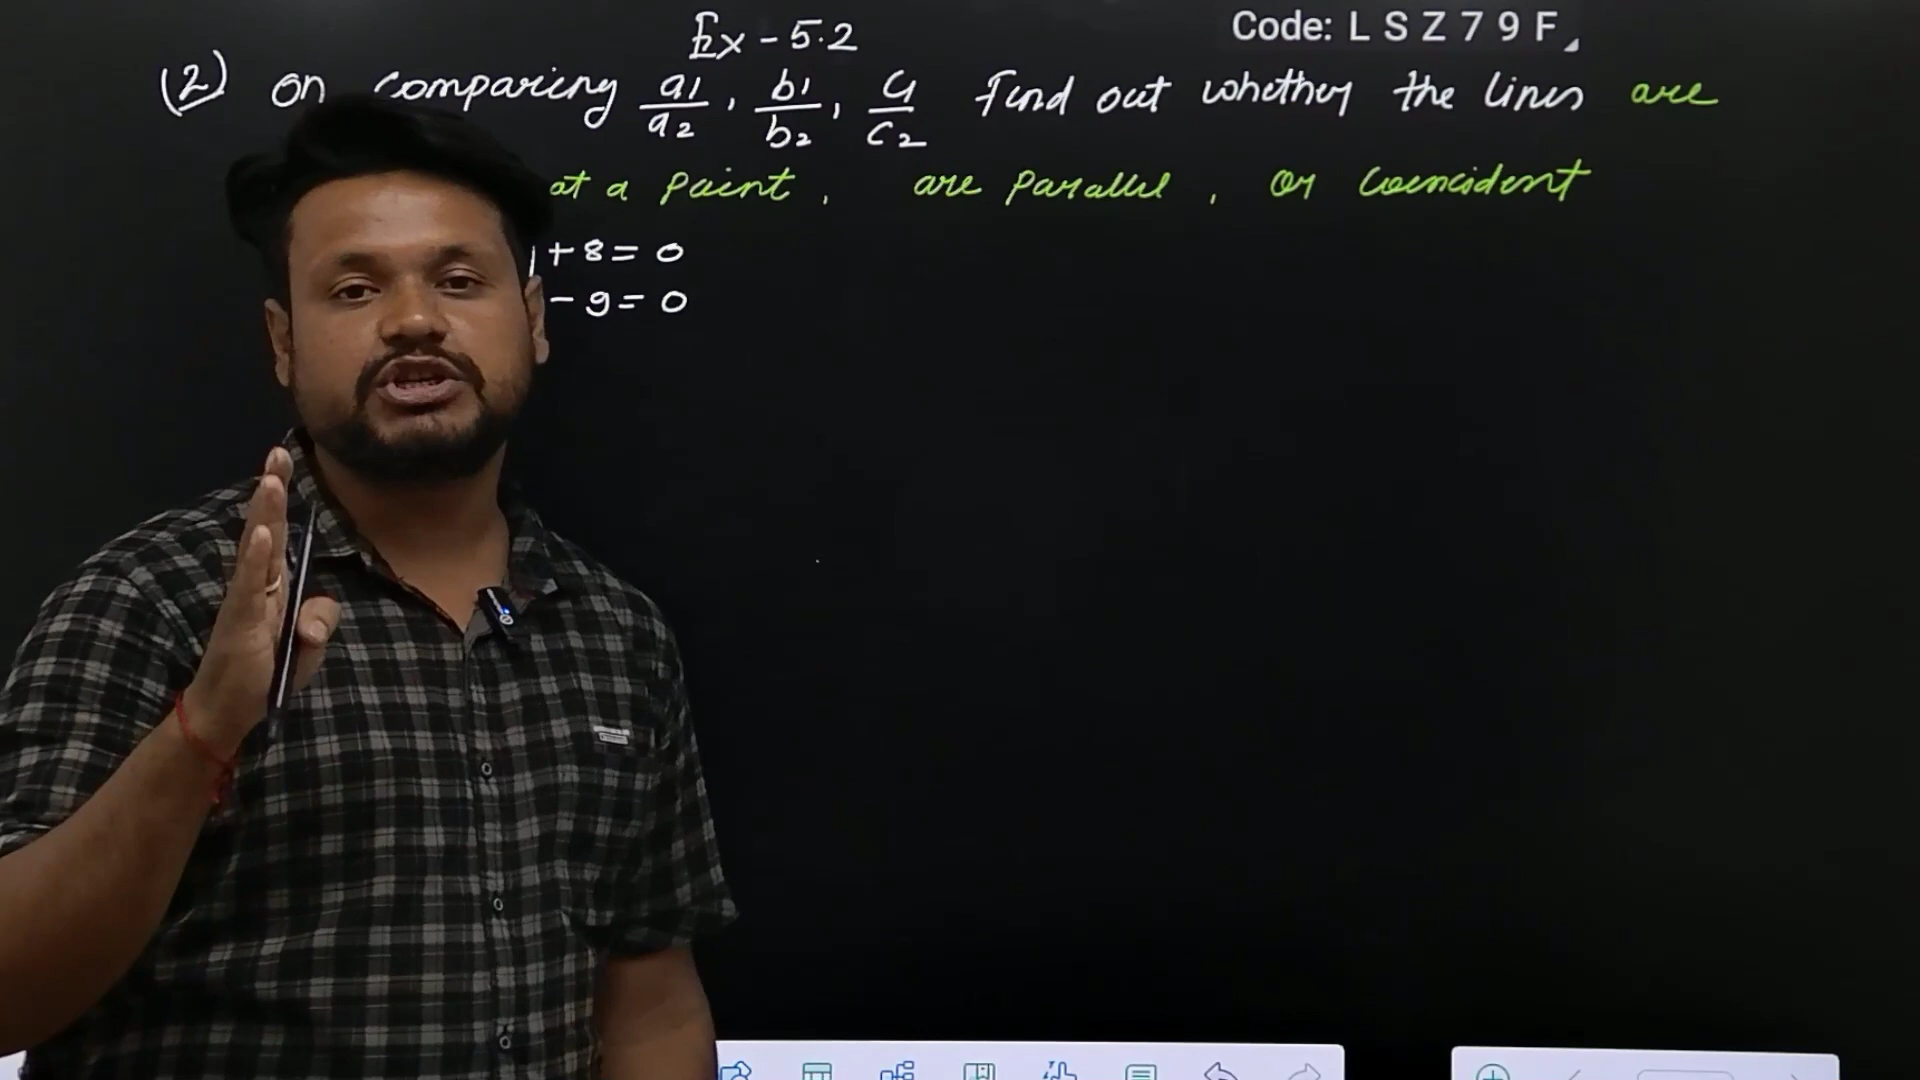 Ex - 5.2
Code: L S Z 7 9 F
(2) on comparing a1/a2, b1/b2, c1/c2 Find out whether the lines are
at a point, are parallel, or coincident
+ 8 = 0
- 9 = 0